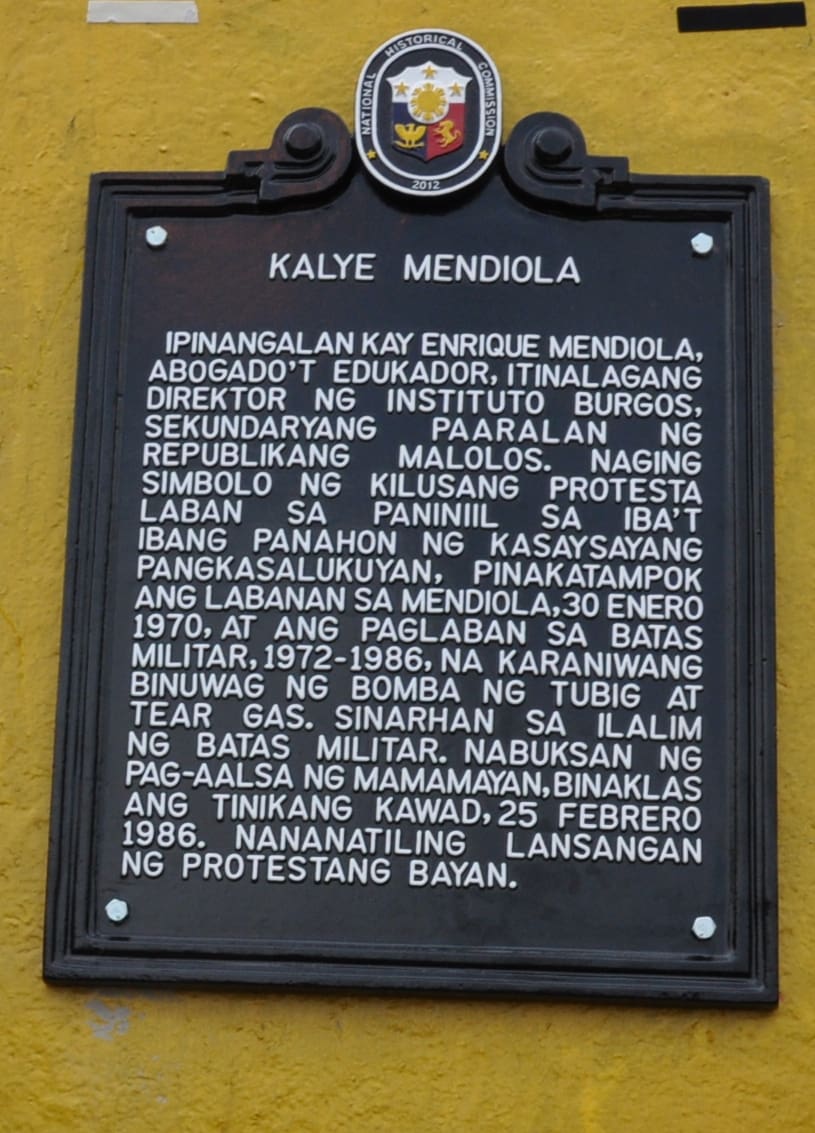 NATIONAL HISTORICAL COMMISSION
2012
KALYE MENDIOLA
IPINANGALAN KAY ENRIQUE MENDIOLA,
ABOGADO'T EDUKADOR, ITINALAGANG
DIREKTOR NG INSTITUTO BURGOS,
SEKUNDARYANG PAARALAN NG
REPUBLIKANG MALOLOS. NAGING
SIMBOLO NG KILUSANG PROTESTA
LABAN SA PANINIIL SA IBA'T
IBANG PANAHON NG KASAYSAYANG
PANGKASALUKUYAN, PINAKATAMPOK
ANG LABANAN SA MENDIOLA, 30 ENERO
1970, AT ANG PAGLABAN SA BATAS
MILITAR, 1972-1986, NA KARANIWANG
BINUWAG NG BOMBA NG TUBIG AT
TEAR GAS. SINARHAN SA ILALIM
NG BATAS MILITAR. NABUKSAN NG
PAG-AALSA NG MAMAMAYAN, BINAKLAS
ANG TINIKANG KAWAD, 25 FEBRERO
1986. NANANATILING LANSANGAN
NG PROTESTANG BAYAN.